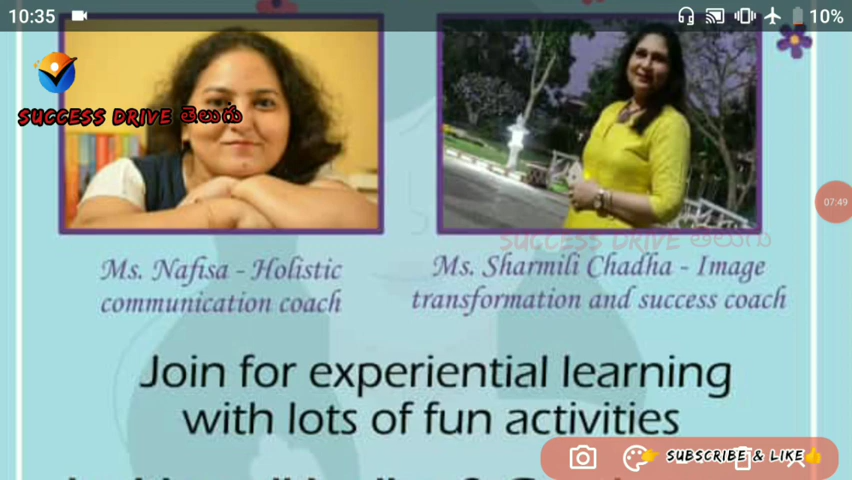 10:35
10%
SUCCESS DRIVE తెలుగు
07:49
SUCCESS DRIVE తెలుగు
Ms. Nafisa - Holistic
communication coach
Ms. Sharmili Chadha - Image
transformation and success coach
Join for experiential learning
with lots of fun activities
SUBSCRIBE & LIKE